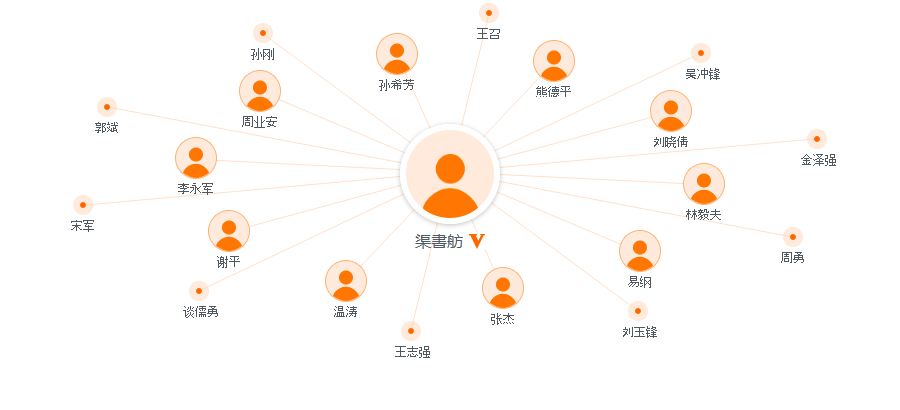 王召
孙刚
吴冲锋
孙希芳
熊德平
周业安
郭斌
刘晓倩
金泽强
李永军
林毅夫
宋军
渠書舫 V
周勇
谢平
易纲
谈儒勇
温涛
张杰
刘玉锋
王志强